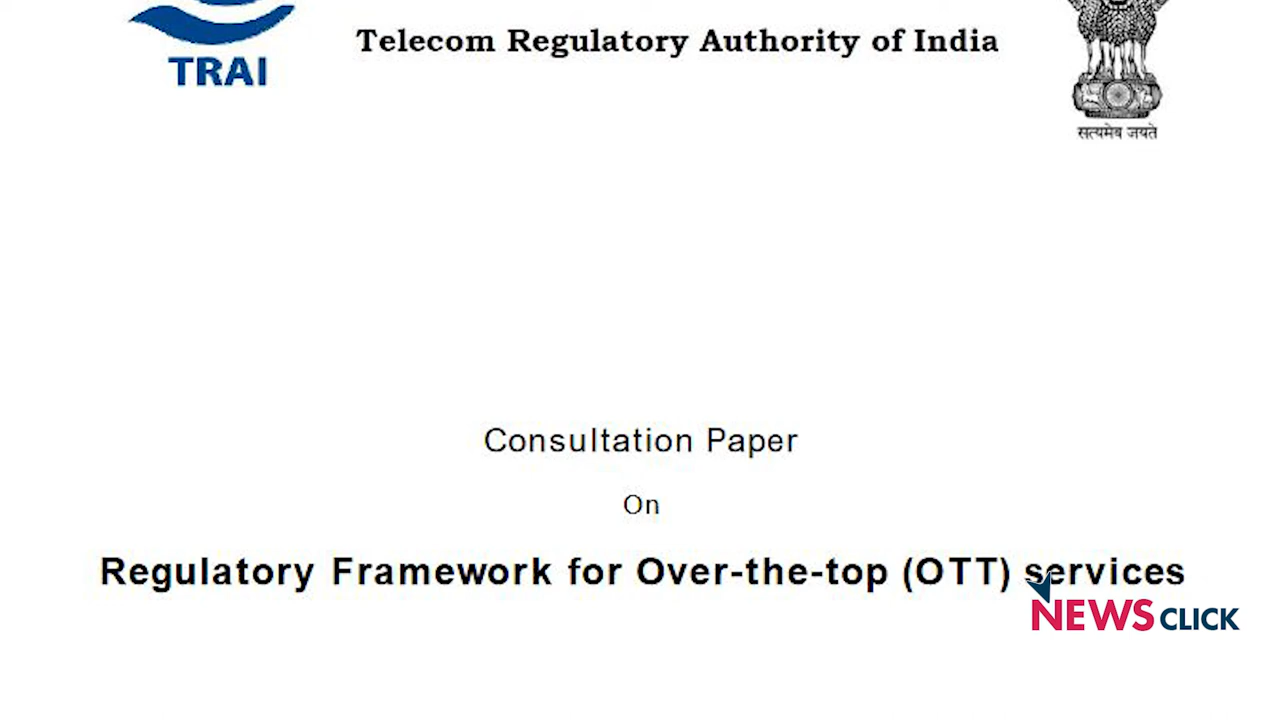 Telecom Regulatory Authority of India
TRAI
सत्यमेव जयते
Consultation Paper
On
Regulatory Framework for Over-the-top (OTT) services
NEWSCLICK